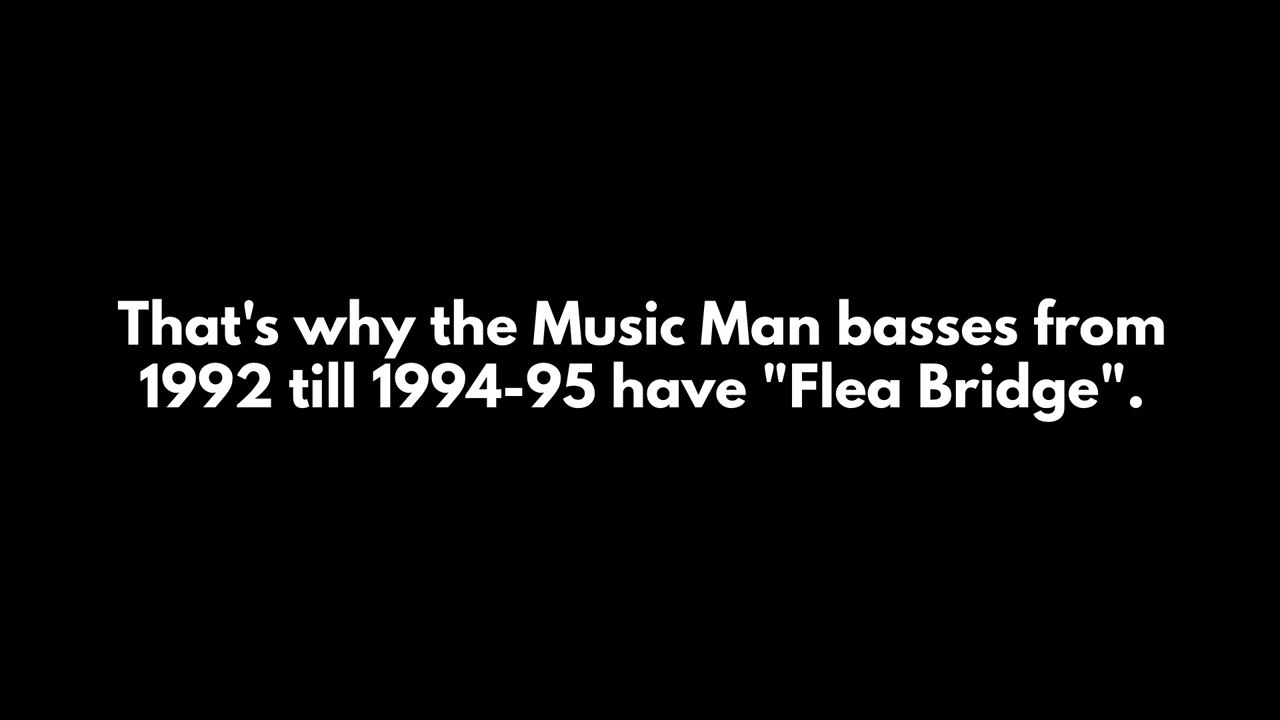 That's why the Music Man basses from
1992 till 1994-95 have "Flea Bridge".